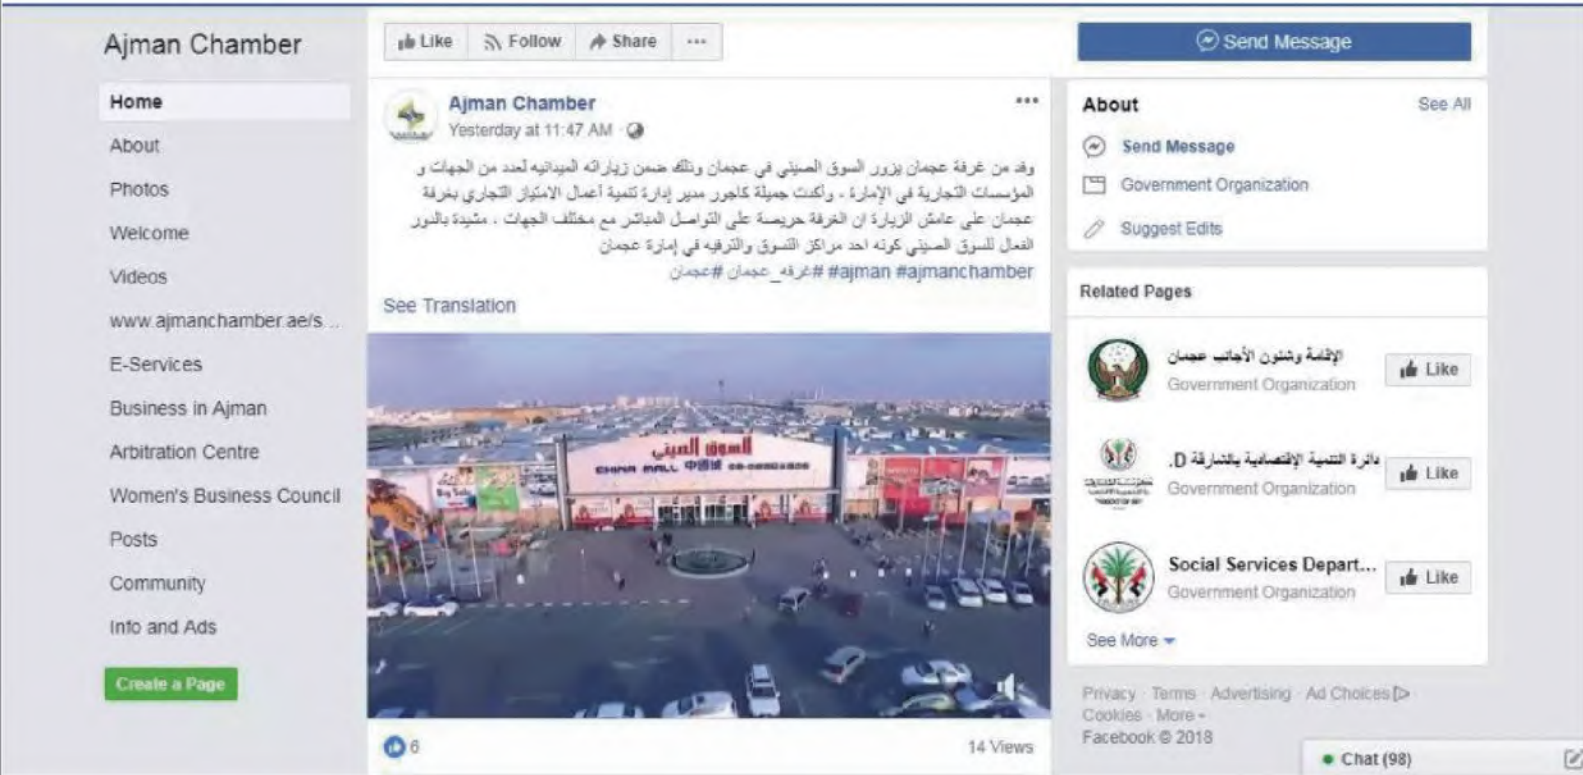 Ajman Chamber
Home
About
Photos
Welcome
Videos
www.ajmanchamber.ae/s...
E-Services
Business in Ajman
Arbitration Centre
Women's Business Council
Posts
Community
Info and Ads
Create a Page
Like
Follow
Share
Ajman Chamber
Yesterday at 11:47 AM
وفد من غرفة عجمان يزور السوق الصيني في عجمان وذلك ضمن زياراته الميدانيه لعدد من الجهات و
المؤسسات التجارية في الإمارة ، وأكدت جميلة كاجور مدير إدارة تنمية أعمال الامتياز التجاري بغرفة
عجمان على هامش الزيارة ان الغرفة حريصة على التواصل المباشر مع مختلف الجهات ، مشيدة بالدور
الفعال للسوق الصيني كونه احد مراكز التسوق والترفيه في إمارة عجمان
#ajman #ajmanchamber #غرفه_عجمان #عجمان
See Translation
السوق الصيني
CHINA MALL 中国城
Big Sale
6
14 Views
Send Message
About
See All
Send Message
Government Organization
Suggest Edits
Related Pages
الإقامة وشئون الأجانب عجمان
Government Organization
Like
دائرة التنمية الإقتصادية بالشارقة D.
Government Organization
Like
Social Services Depart...
Government Organization
Like
See More
Privacy · Terms · Advertising · Ad Choices
Cookies · More
Facebook © 2018
Chat (98)